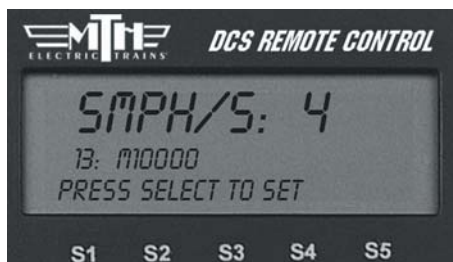 MTH DCS REMOTE CONTROL
ELECTRIC TRAINS
SMPH/S: 4
13: M10000
PRESS SELECT TO SET
S1 S2 S3 S4 S5